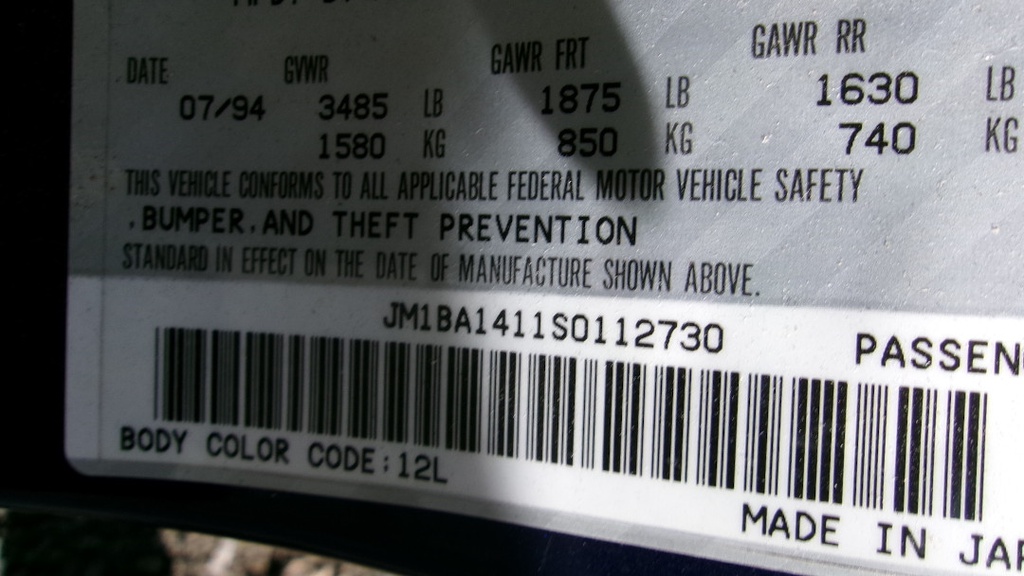 DATE GVWR GAWR FRT GAWR RR
07/94 3485 LB 1875 LB 1630 LB
1580 KG 850 KG 740 KG
THIS VEHICLE CONFORMS TO ALL APPLICABLE FEDERAL MOTOR VEHICLE SAFETY
,BUMPER,AND THEFT PREVENTION
STANDARD IN EFFECT ON THE DATE OF MANUFACTURE SHOWN ABOVE.
JM1BA1411S0112730 PASSEN
BODY COLOR CODE:12L
MADE IN JAP